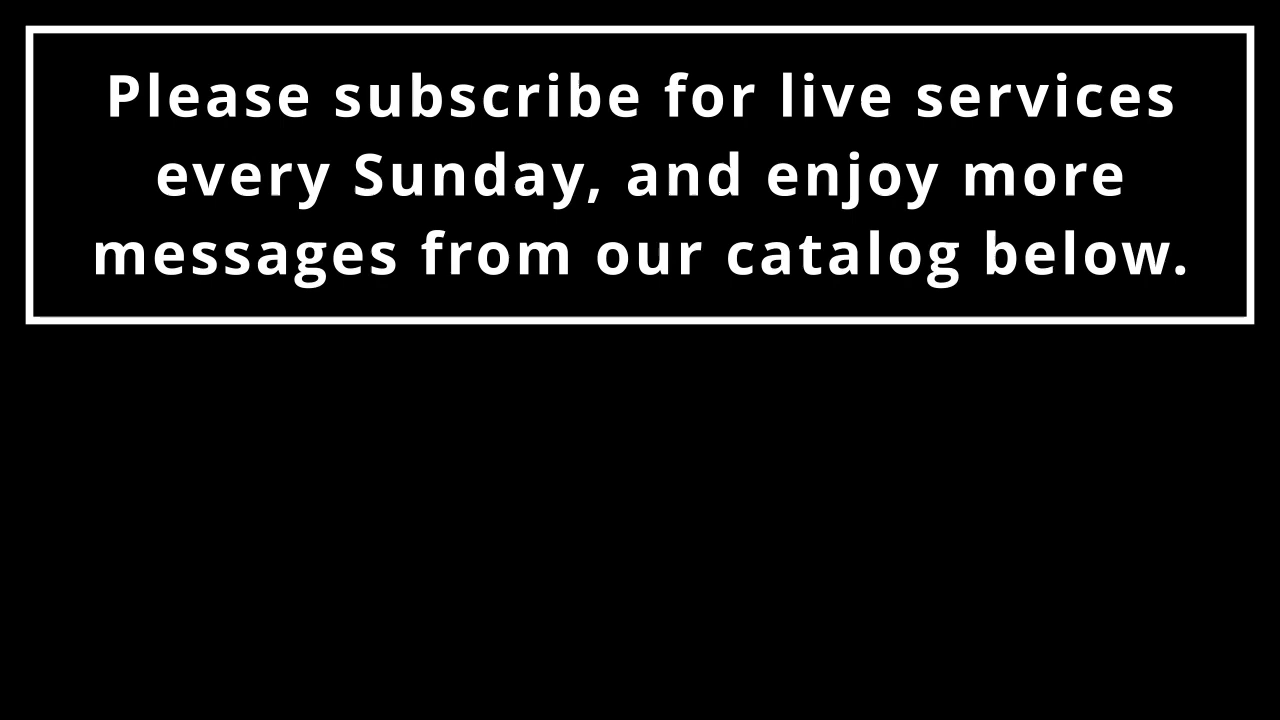 Please subscribe for live services
every Sunday, and enjoy more
messages from our catalog below.